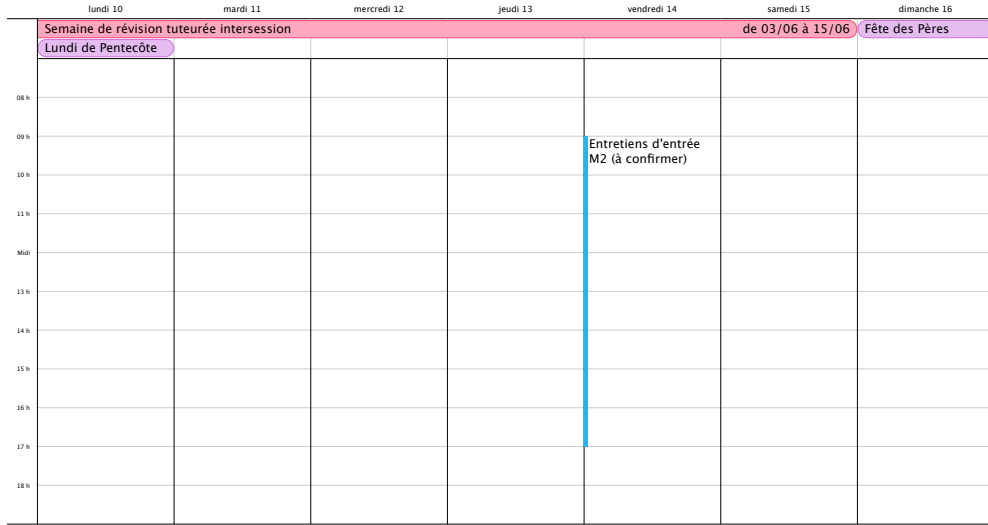 lundi 10
mardi 11
mercredi 12
jeudi 13
vendredi 14
samedi 15
dimanche 16
Semaine de révision tuteurée intersession
de 03/06 à 15/06
Fête des Pères
Lundi de Pentecôte
08 h
09 h
Entretiens d'entrée
M2 (à confirmer)
10 h
11 h
Midi
13 h
14 h
15 h
16 h
17 h
18 h